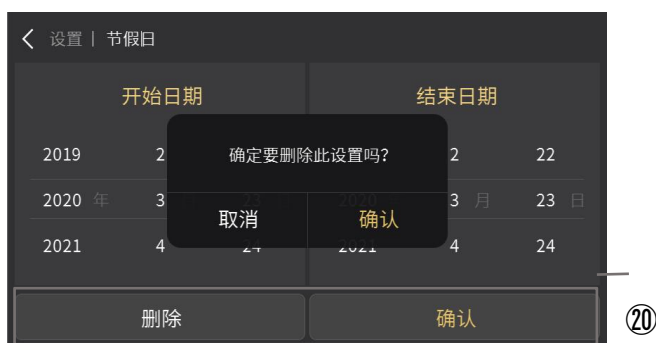 设置 | 节假日
开始日期 结束日期
确定要删除此设置吗?
2019 2 2 22
2020 年 3 23 2020 3 月 23 日
取消 确认
2021 4 24 2021 4 24
删除 确认
⑳